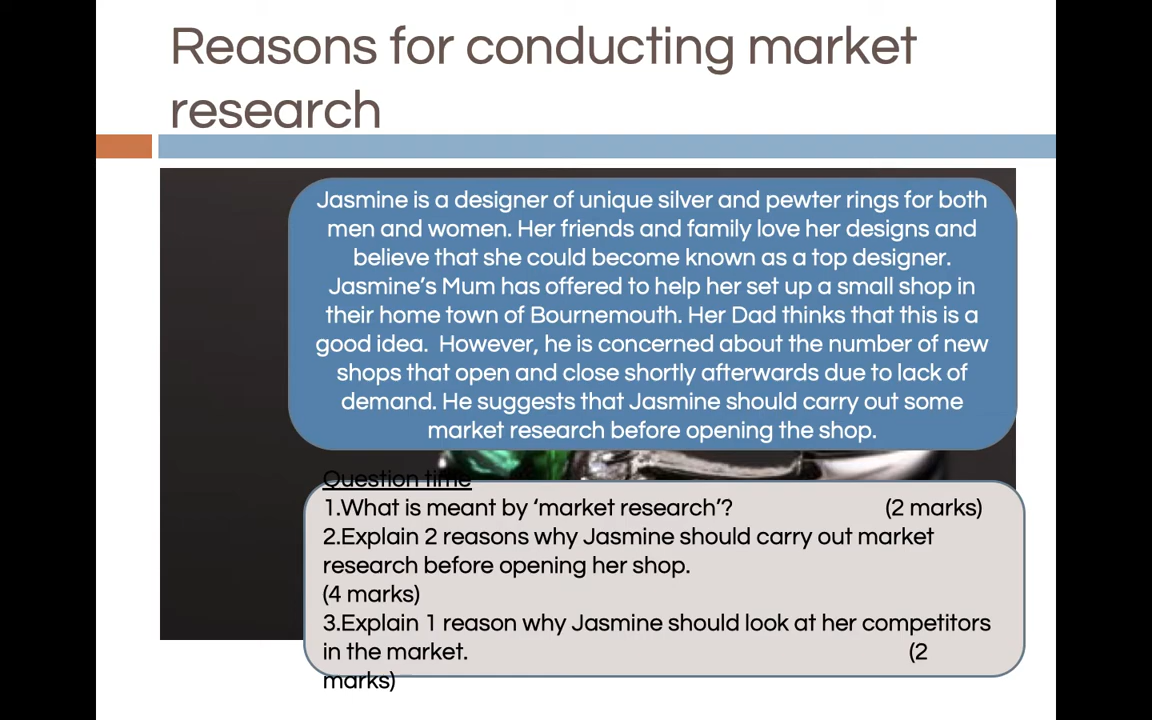 Reasons for conducting market
research
Jasmine is a designer of unique silver and pewter rings for both
men and women. Her friends and family love her designs and
believe that she could become known as a top designer.
Jasmine’s Mum has offered to help her set up a small shop in
their home town of Bournemouth. Her Dad thinks that this is a
good idea.  However, he is concerned about the number of new
shops that open and close shortly afterwards due to lack of
demand. He suggests that Jasmine should carry out some
market research before opening the shop.
Question time
1.What is meant by ‘market research’? (2 marks)
2.Explain 2 reasons why Jasmine should carry out market
research before opening her shop.
(4 marks)
3.Explain 1 reason why Jasmine should look at her competitors
in the market. (2
marks)